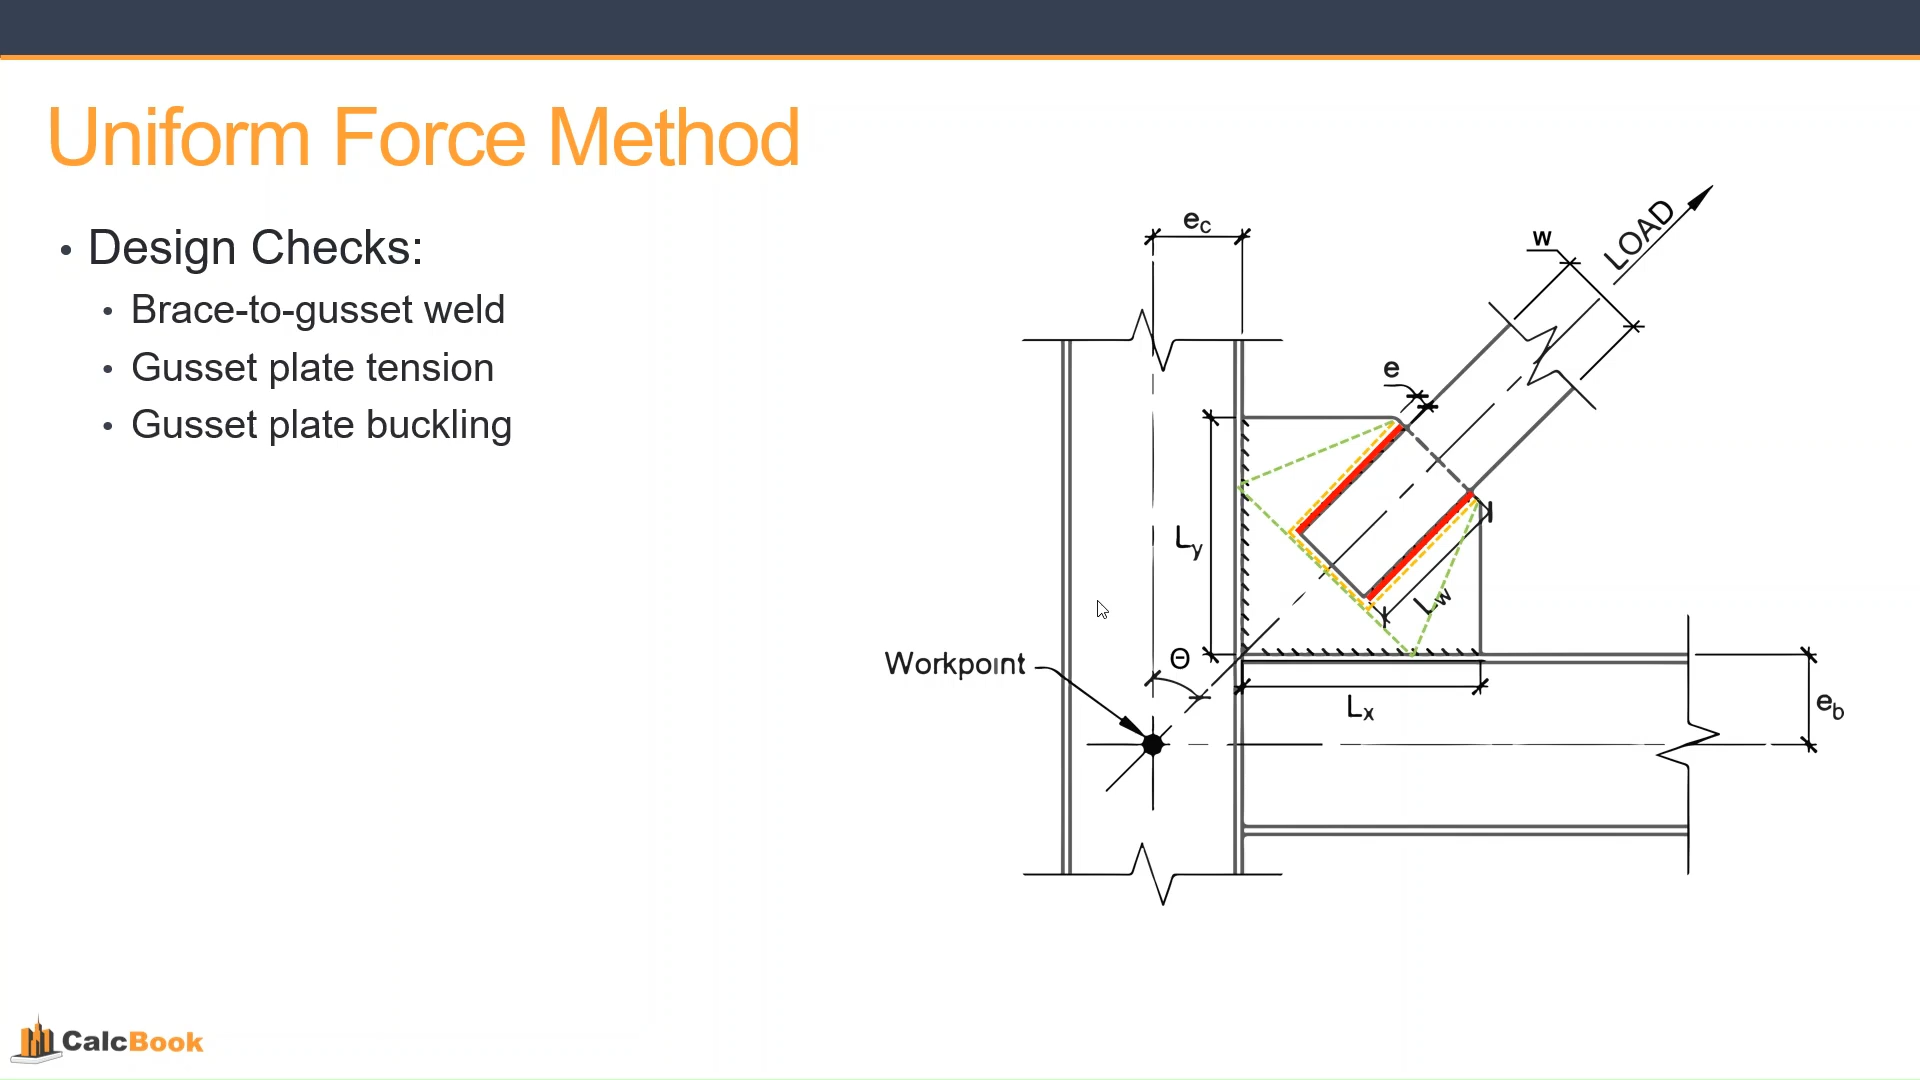 Uniform Force Method
• Design Checks:
• Brace-to-gusset weld
• Gusset plate tension
• Gusset plate buckling
ec
w
LOAD
e
Ly
Lw
Workpoint
Θ
Lx
eb
CalcBook